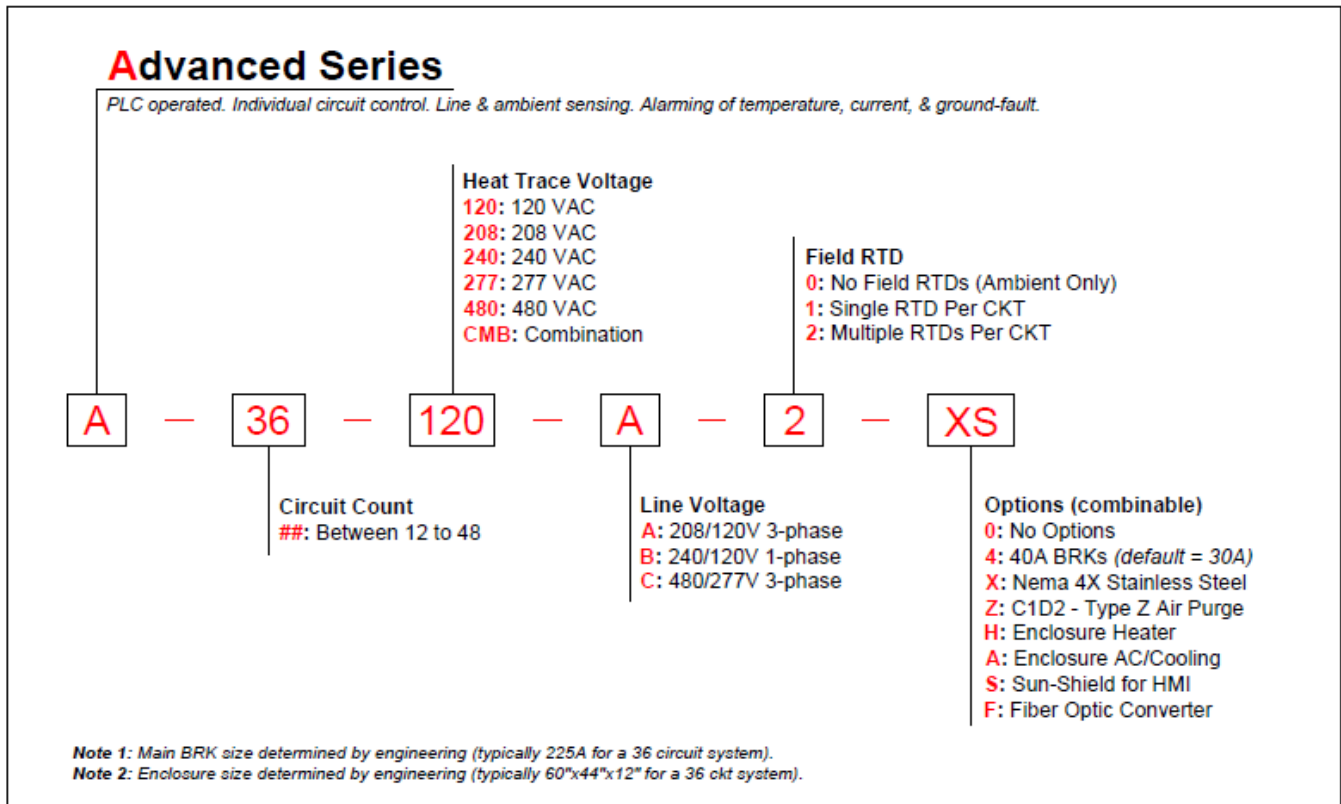 Advanced Series
PLC operated. Individual circuit control. Line & ambient sensing. Alarming of temperature, current, & ground-fault.
Heat Trace Voltage
120: 120 VAC
208: 208 VAC
240: 240 VAC
277: 277 VAC
480: 480 VAC
CMB: Combination
Field RTD
0: No Field RTDs (Ambient Only)
1: Single RTD Per CKT
2: Multiple RTDs Per CKT
A — 36 — 120 — A — 2 — XS
Circuit Count
##: Between 12 to 48
Line Voltage
A: 208/120V 3-phase
B: 240/120V 1-phase
C: 480/277V 3-phase
Options (combinable)
0: No Options
4: 40A BRKs (default = 30A)
X: Nema 4X Stainless Steel
Z: C1D2 - Type Z Air Purge
H: Enclosure Heater
A: Enclosure AC/Cooling
S: Sun-Shield for HMI
F: Fiber Optic Converter
Note 1: Main BRK size determined by engineering (typically 225A for a 36 circuit system).
Note 2: Enclosure size determined by engineering (typically 60"x44"x12" for a 36 ckt system).